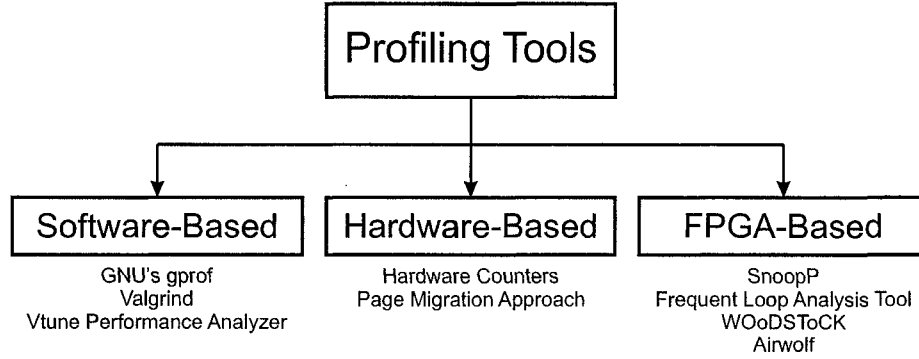 Profiling Tools
Software-Based
GNU's gprof
Valgrind
Vtune Performance Analyzer
Hardware-Based
Hardware Counters
Page Migration Approach
FPGA-Based
SnoopP
Frequent Loop Analysis Tool
WOoDSToCK
Airwolf